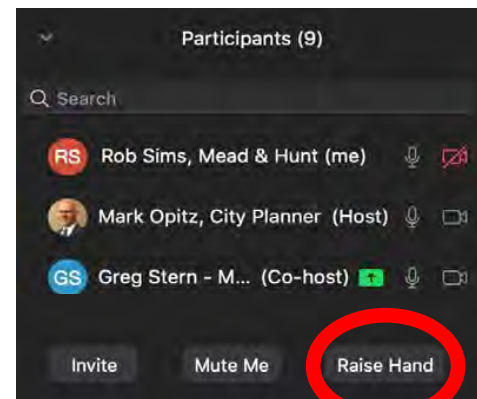 Participants (9)
Search
RS Rob Sims, Mead & Hunt (me)
Mark Opitz, City Planner (Host)
GS Greg Stern - M... (Co-host)
Invite Mute Me Raise Hand